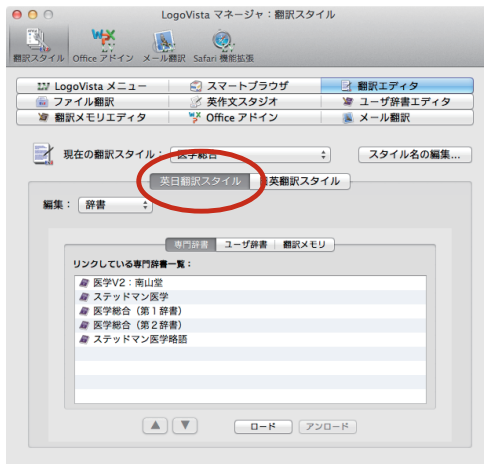 LogoVista マネージャ：翻訳スタイル
翻訳スタイル Office アドイン メール翻訳 Safari 機能拡張
LogoVista メニュー スマートブラウザ 翻訳エディタ
ファイル翻訳 英作文スタジオ ユーザ辞書エディタ
翻訳メモリエディタ Office アドイン メール翻訳
現在の翻訳スタイル： 医学総合 スタイル名の編集...
英日翻訳スタイル 日英翻訳スタイル
編集： 辞書
専門辞書 ユーザ辞書 翻訳メモリ
リンクしている専門辞書一覧：
医学V2：南山堂
ステッドマン医学
医学総合（第１辞書）
医学総合（第２辞書）
ステッドマン医学略語
ロード アンロード